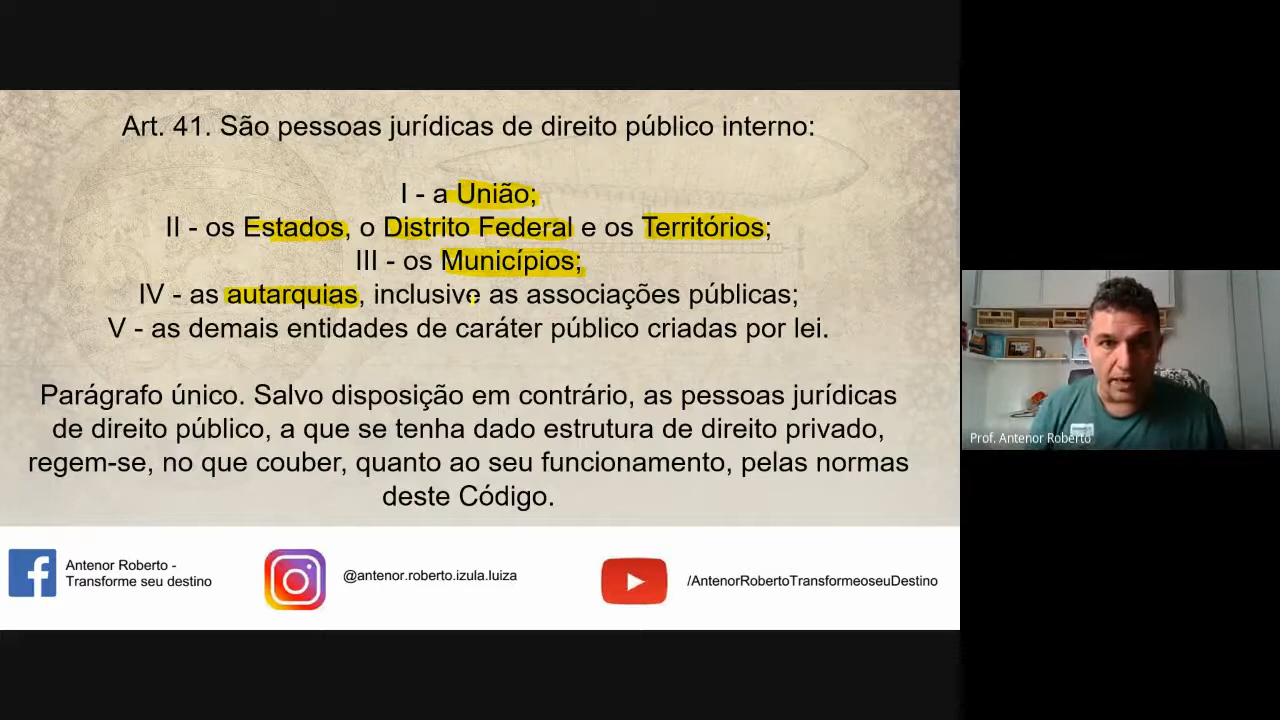 Art. 41. São pessoas jurídicas de direito público interno:
I - a União;
II - os Estados, o Distrito Federal e os Territórios;
III - os Municípios;
IV - as autarquias, inclusive as associações públicas;
V - as demais entidades de caráter público criadas por lei.
Parágrafo único. Salvo disposição em contrário, as pessoas jurídicas
de direito público, a que se tenha dado estrutura de direito privado,
regem-se, no que couber, quanto ao seu funcionamento, pelas normas
deste Código.
Antenor Roberto -
Transforme seu destino
@antenor.roberto.izula.luiza
/AntenorRobertoTransformeoseuDestino
Prof. Antenor Roberto